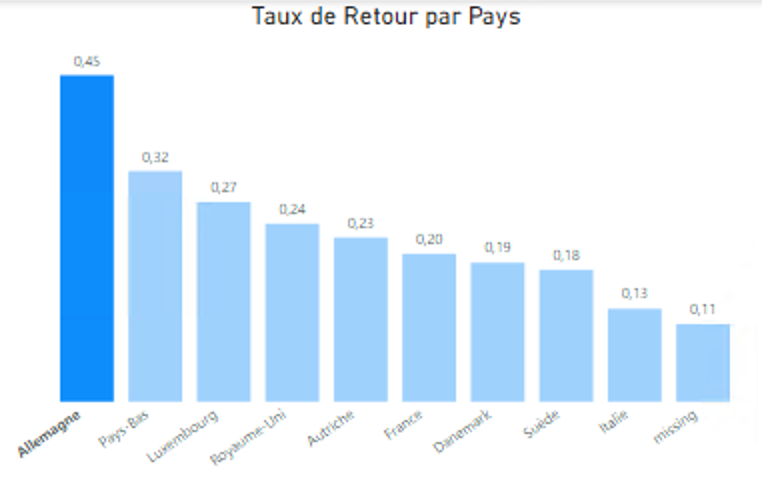 Taux de Retour par Pays
0,45
0,32
0,27
0,24
0,23
0,20
0,19
0,18
0,13
0,11
Allemagne
Pays-Bas
Luxembourg
Royaume-Uni
Autriche
France
Danemark
Suède
Italie
missing